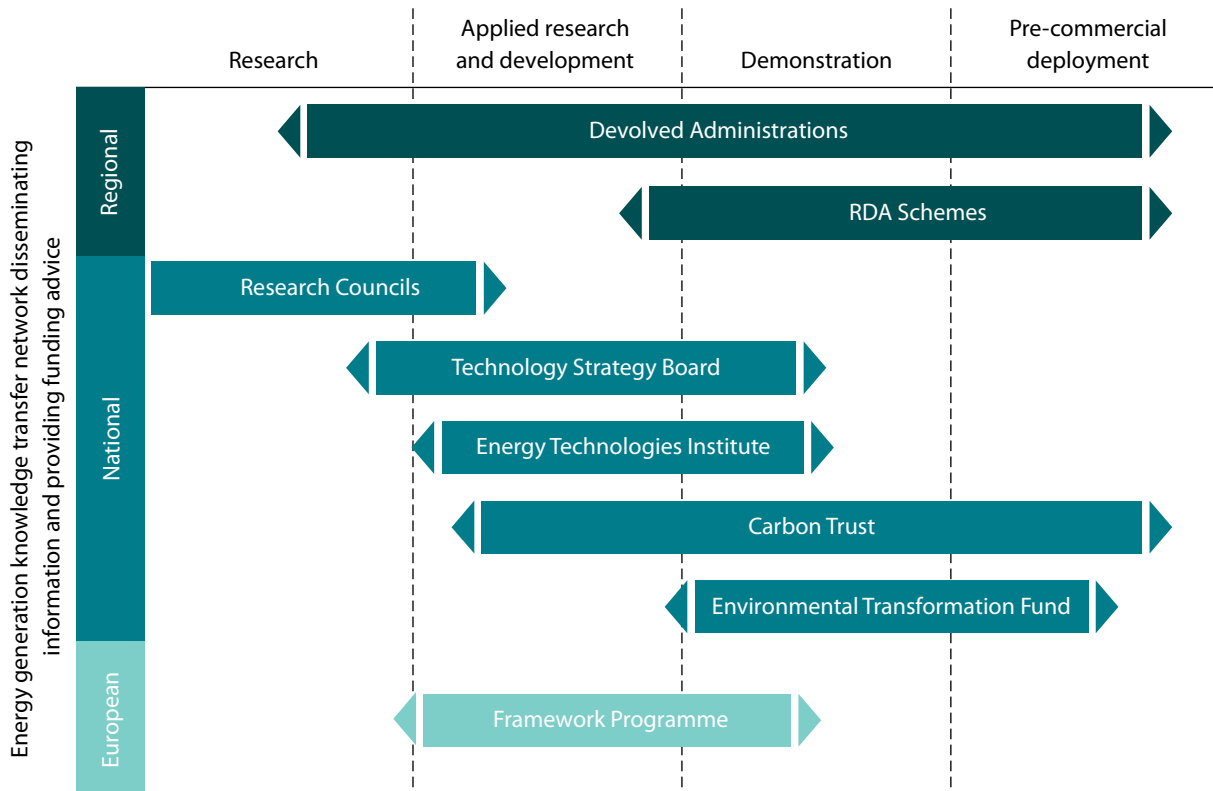 Research
Applied research
and development
Demonstration
Pre-commercial
deployment
Energy generation knowledge transfer network disseminating
information and providing funding advice
Regional
Devolved Administrations
RDA Schemes
National
Research Councils
Technology Strategy Board
Energy Technologies Institute
Carbon Trust
Environmental Transformation Fund
European
Framework Programme